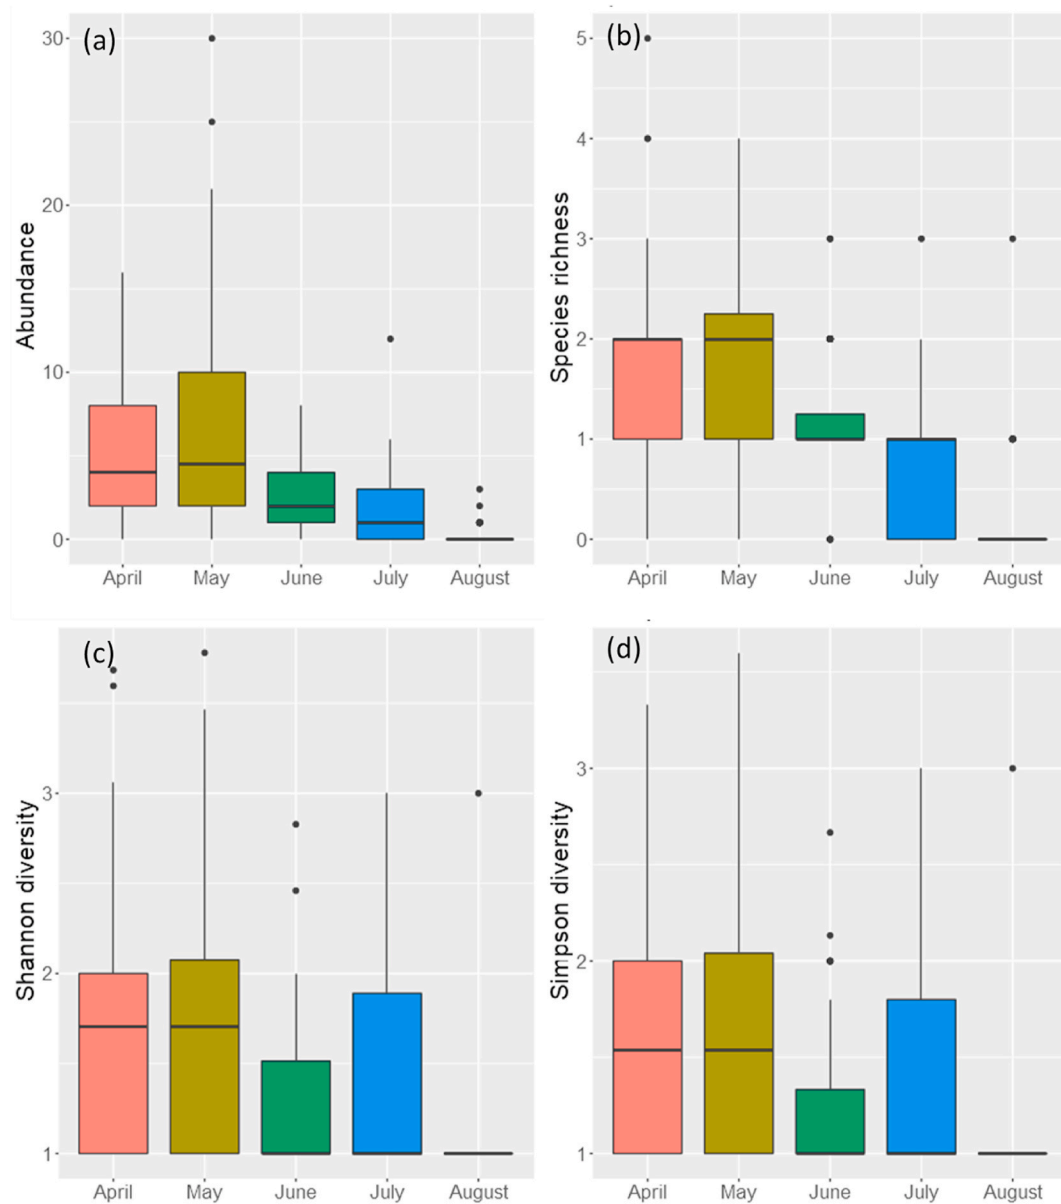 (a)
Abundance
30
20
10
0
April May June July August
(b)
Species richness
5
4
3
2
1
0
April May June July August
(c)
Shannon diversity
3
2
1
April May June July August
(d)
Simpson diversity
3
2
1
April May June July August